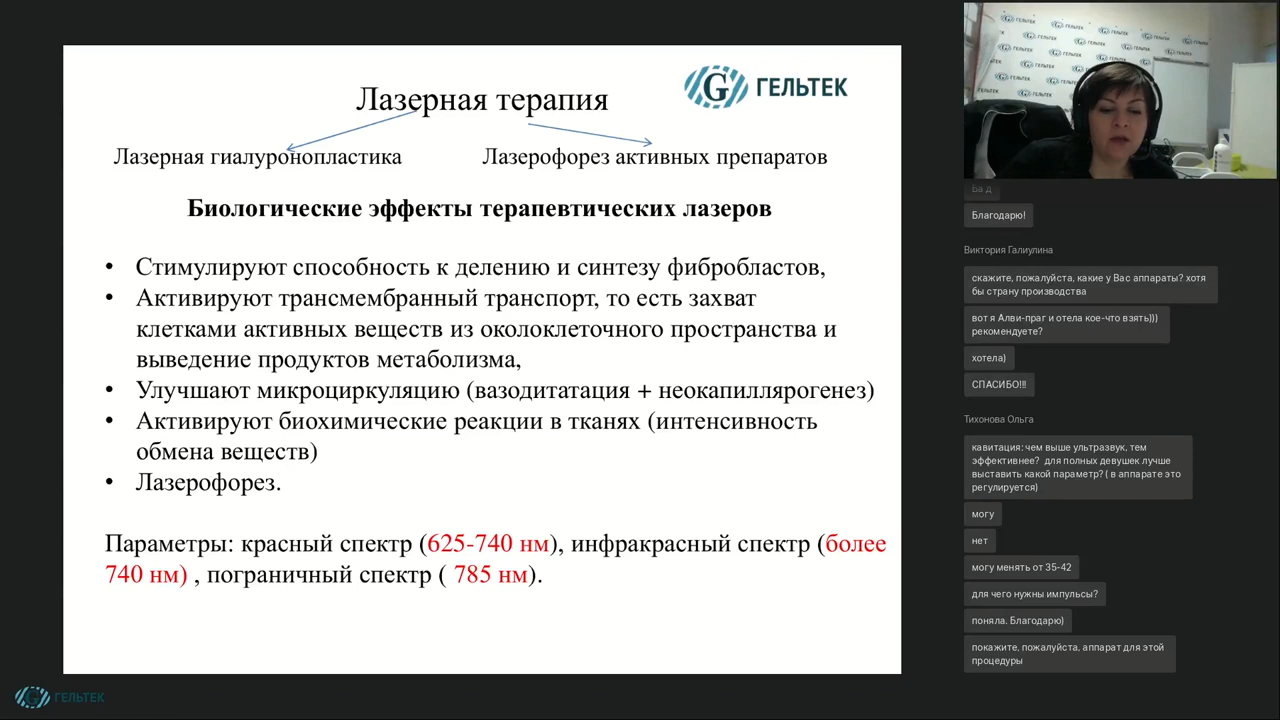 Лазерная терапия
ГЕЛЬТЕК
Лазерная гиалуронопластика
Лазерофорез активных препаратов
Биологические эффекты терапевтических лазеров
• Стимулируют способность к делению и синтезу фибробластов,
• Активируют трансмембранный транспорт, то есть захват
клетками активных веществ из околоклеточного пространства и
выведение продуктов метаболизма,
• Улучшают микроциркуляцию (вазодитатация + неокапиллярогенез)
• Активируют биохимические реакции в тканях (интенсивность
обмена веществ)
• Лазерофорез.
Параметры: красный спектр (625-740 нм), инфракрасный спектр (более
740 нм) , пограничный спектр ( 785 нм).
ГЕЛЬТЕК
Ба д
Благодарю!
Виктория Галиулина
скажите, пожалуйста, какие у Вас аппараты? хотя
бы страну производства
вот я Алви-праг и отела кое-что взять)))
рекомендуете?
хотела)
СПАСИБО!!!
Тихонова Ольга
кавитация: чем выше ультразвук, тем
эффективнее? для полных девушек лучше
выставить какой параметр? ( в аппарате это
регулируется)
могу
нет
могу менять от 35-42
для чего нужны импульсы?
поняла. Благодарю)
покажите, пожалуйста, аппарат для этой
процедуры